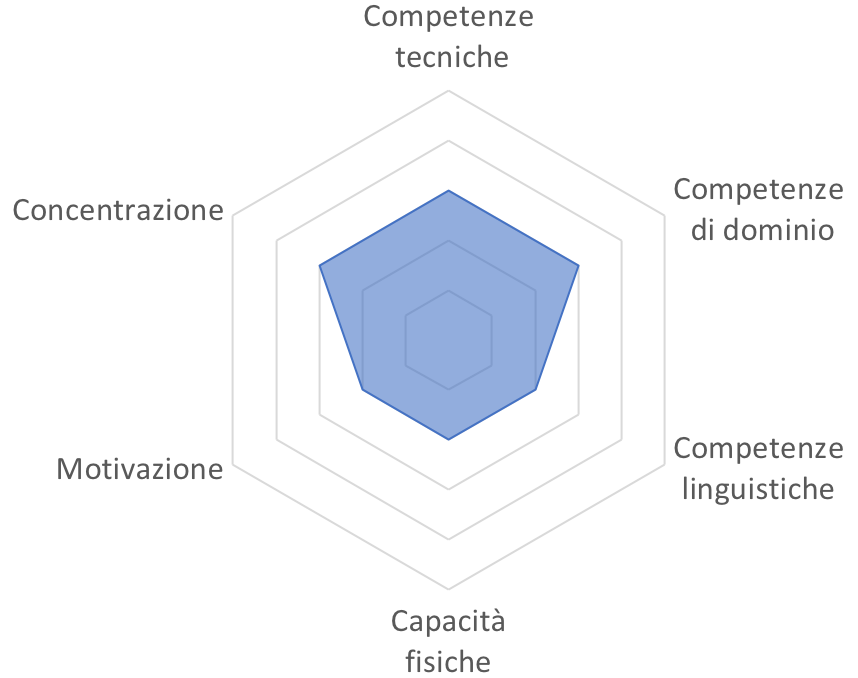 Competenze
tecniche
Competenze
di dominio
Competenze
linguistiche
Capacità
fisiche
Motivazione
Concentrazione